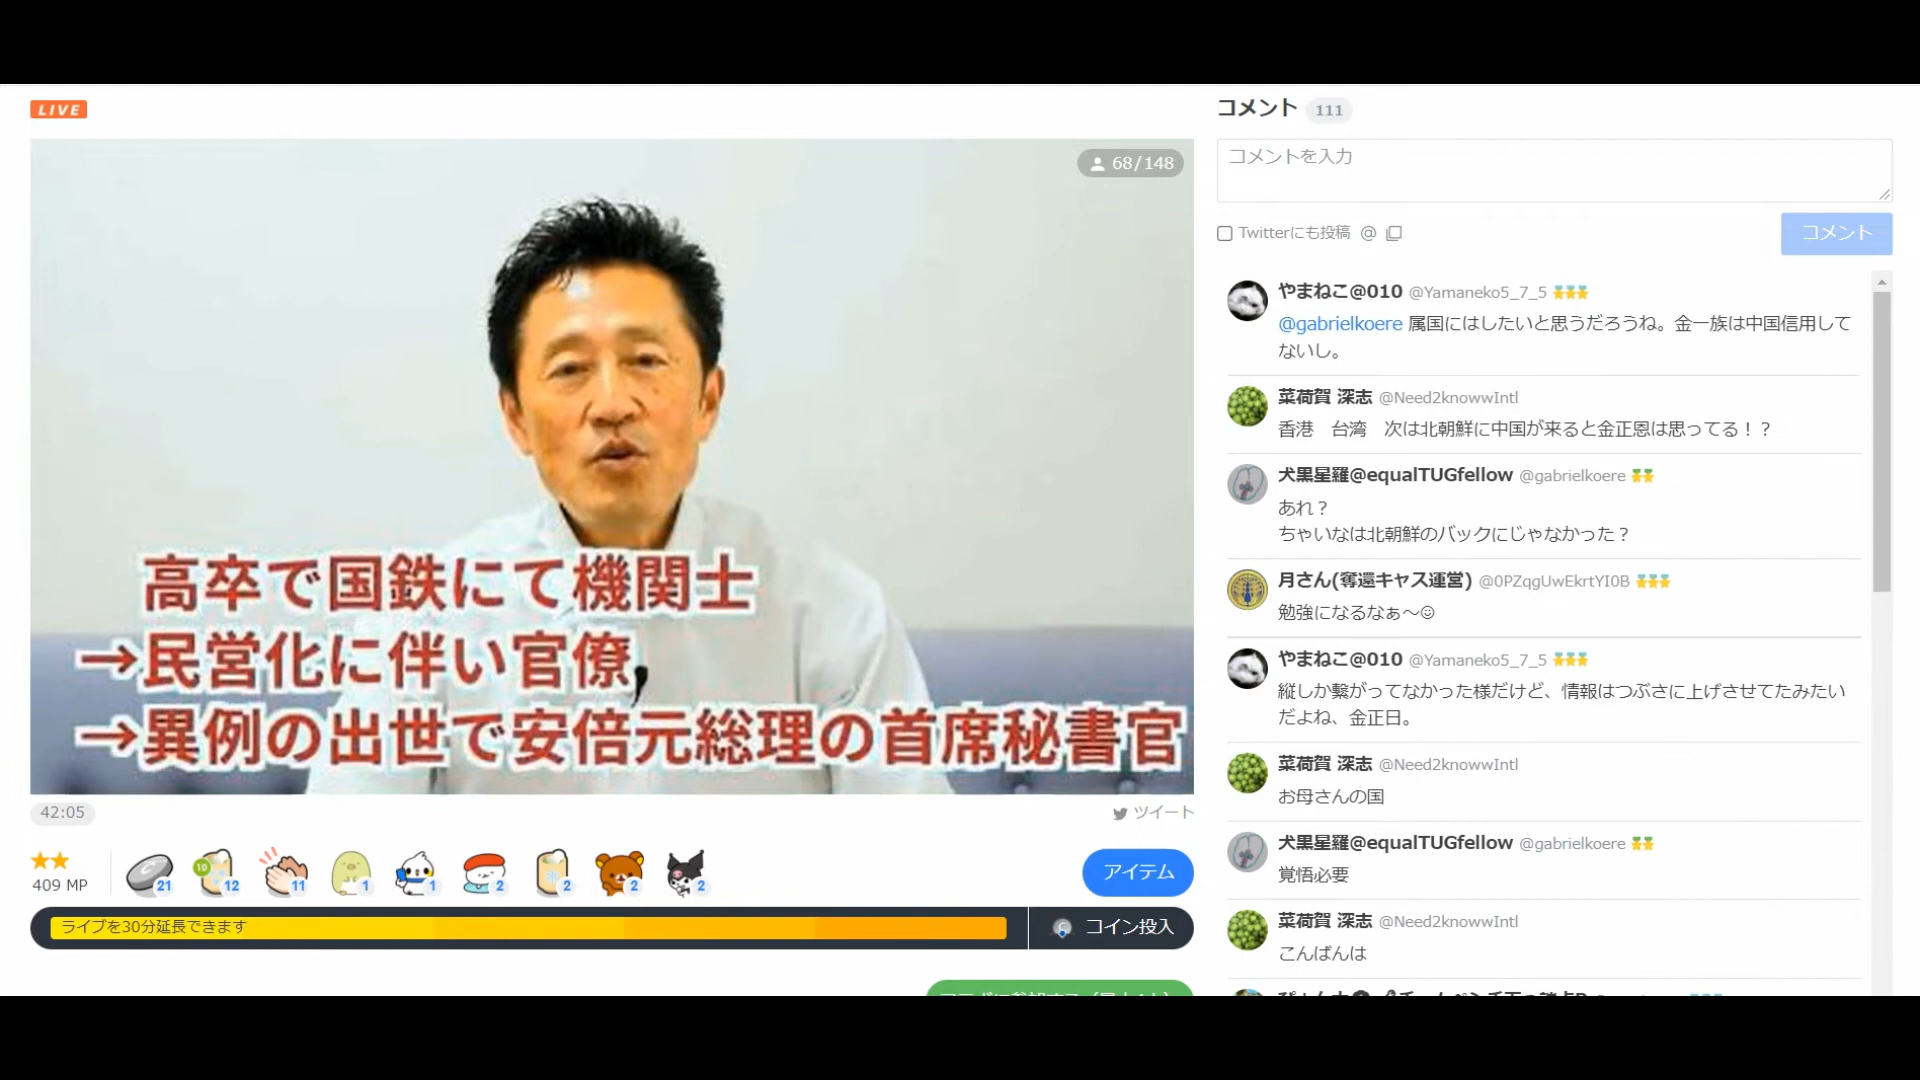 LIVE
68/148
高卒で国鉄にて機関士
→民営化に伴い官僚,
→異例の出世で安倍元総理の首席秘書官
42:05
ツイート
409 MP
21
10
12
11
1
1
2
2
2
2
アイテム
ライブを30分延長できます
コイン投入
コメント 111
コメントを入力
Twitterにも投稿 @
コメント
やまねこ@010 @Yamaneko5_7_5
@gabrielkoere 属国にはしたいと思うだろうね。金一族は中国信用して
ないし。
菜荷賀 深志 @Need2knowwIntl
香港　台湾　次は北朝鮮に中国が来ると金正恩は思ってる！？
犬黒星羅@equalTUGfellow @gabrielkoere
あれ？
ちゃいなは北朝鮮のバックにじゃなかった？
月さん(奪還キャス運営) @0PZqgUwEkrtYI0B
勉強になるなぁ〜☺
やまねこ@010 @Yamaneko5_7_5
縦しか繋がってなかった様だけど、情報はつぶさに上げさせてたみたい
だよね、金正日。
菜荷賀 深志 @Need2knowwIntl
お母さんの国
犬黒星羅@equalTUGfellow @gabrielkoere
覚悟必要
菜荷賀 深志 @Need2knowwIntl
こんばんは